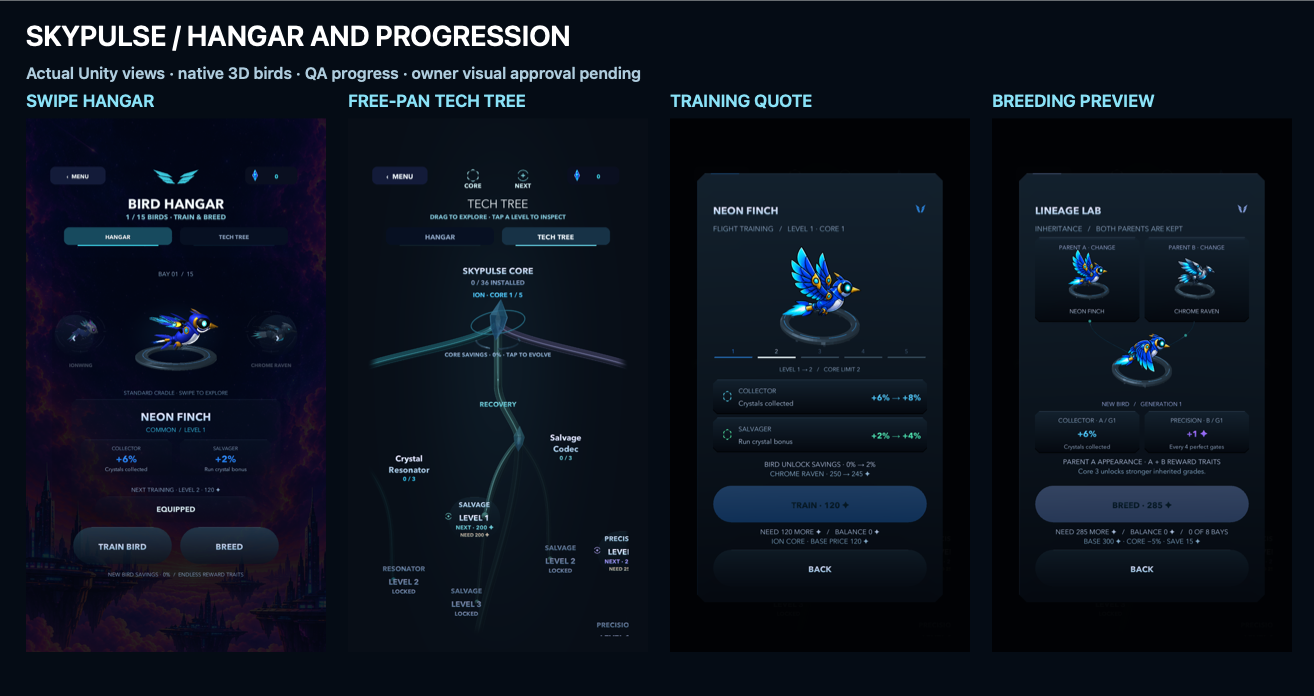 SKYPULSE / HANGAR AND PROGRESSION
Actual Unity views · native 3D birds · QA progress · owner visual approval pending
SWIPE HANGAR
‹ MENU
0
BIRD HANGAR
1 / 15 BIRDS · TRAIN & BREED
HANGAR
TECH TREE
BAY 01 / 15
IONWING
CHROME RAVEN
STANDARD CRADLE · SWIPE TO EXPLORE
NEON FINCH
COMMON / LEVEL 1
COLLECTOR
+6%
Crystals collected
SALVAGER
+2%
Run crystal bonus
NEXT TRAINING · LEVEL 2 · 120 ✦
EQUIPPED
TRAIN BIRD
BREED
NEW BIRD SAVINGS · 0% / ENDLESS REWARD TRAITS
FREE-PAN TECH TREE
‹ MENU
CORE
NEXT
0
TECH TREE
DRAG TO EXPLORE · TAP A LEVEL TO INSPECT
HANGAR
TECH TREE
SKYPULSE CORE
0 / 36 INSTALLED
ION · CORE 1 / 5
CORE SAVINGS · 0% · TAP TO EVOLVE
RECOVERY
Salvage
Codec
0 / 3
Crystal
Resonator
0 / 3
SALVAGE
LEVEL 1
NEXT · 200 ✦
NEED 200 ✦
PRECIS
LEVEL
NEXT · 2
NEED 2
SALVAGE
LEVEL 2
LOCKED
RESONATOR
LEVEL 2
LOCKED
SALVAGE
LEVEL 3
LOCKED
PRECISIO
TRAINING QUOTE
NEON FINCH
FLIGHT TRAINING / LEVEL 1 · CORE 1
1 2 3 4 5
LEVEL 1 → 2 / CORE LIMIT 2
COLLECTOR
Crystals collected
+6% → +8%
SALVAGER
Run crystal bonus
+2% → +4%
BIRD UNLOCK SAVINGS · 0% → 2%
CHROME RAVEN · 250 → 245 ✦
TRAIN · 120 ✦
NEED 120 MORE ✦ / BALANCE 0 ✦
ION CORE · BASE PRICE 120 ✦
BACK
BREEDING PREVIEW
LINEAGE LAB
INHERITANCE / BOTH PARENTS ARE KEPT
PARENT A · CHANGE
PARENT B · CHANGE
NEON FINCH
CHROME RAVEN
NEW BIRD / GENERATION 1
COLLECTOR · A / G1
+6%
Crystals collected
PRECISION · B / G1
+1 ✦
Every 4 perfect gates
PARENT A APPEARANCE · A + B REWARD TRAITS
Core 3 unlocks stronger inherited grades.
BREED · 285 ✦
NEED 285 MORE ✦ / BALANCE 0 ✦ / 0 OF 8 BAYS
BASE 300 ✦ · CORE −5% · SAVE 15 ✦
BACK